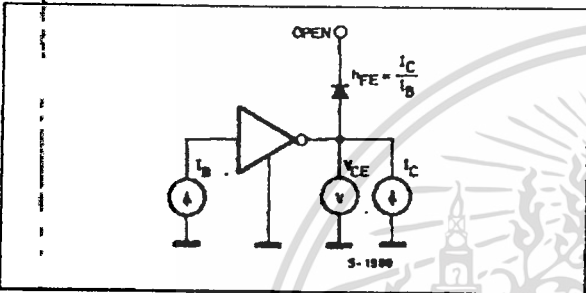 OPEN
hFE = IC
IB
IB
VCE
IC
V
S-1980